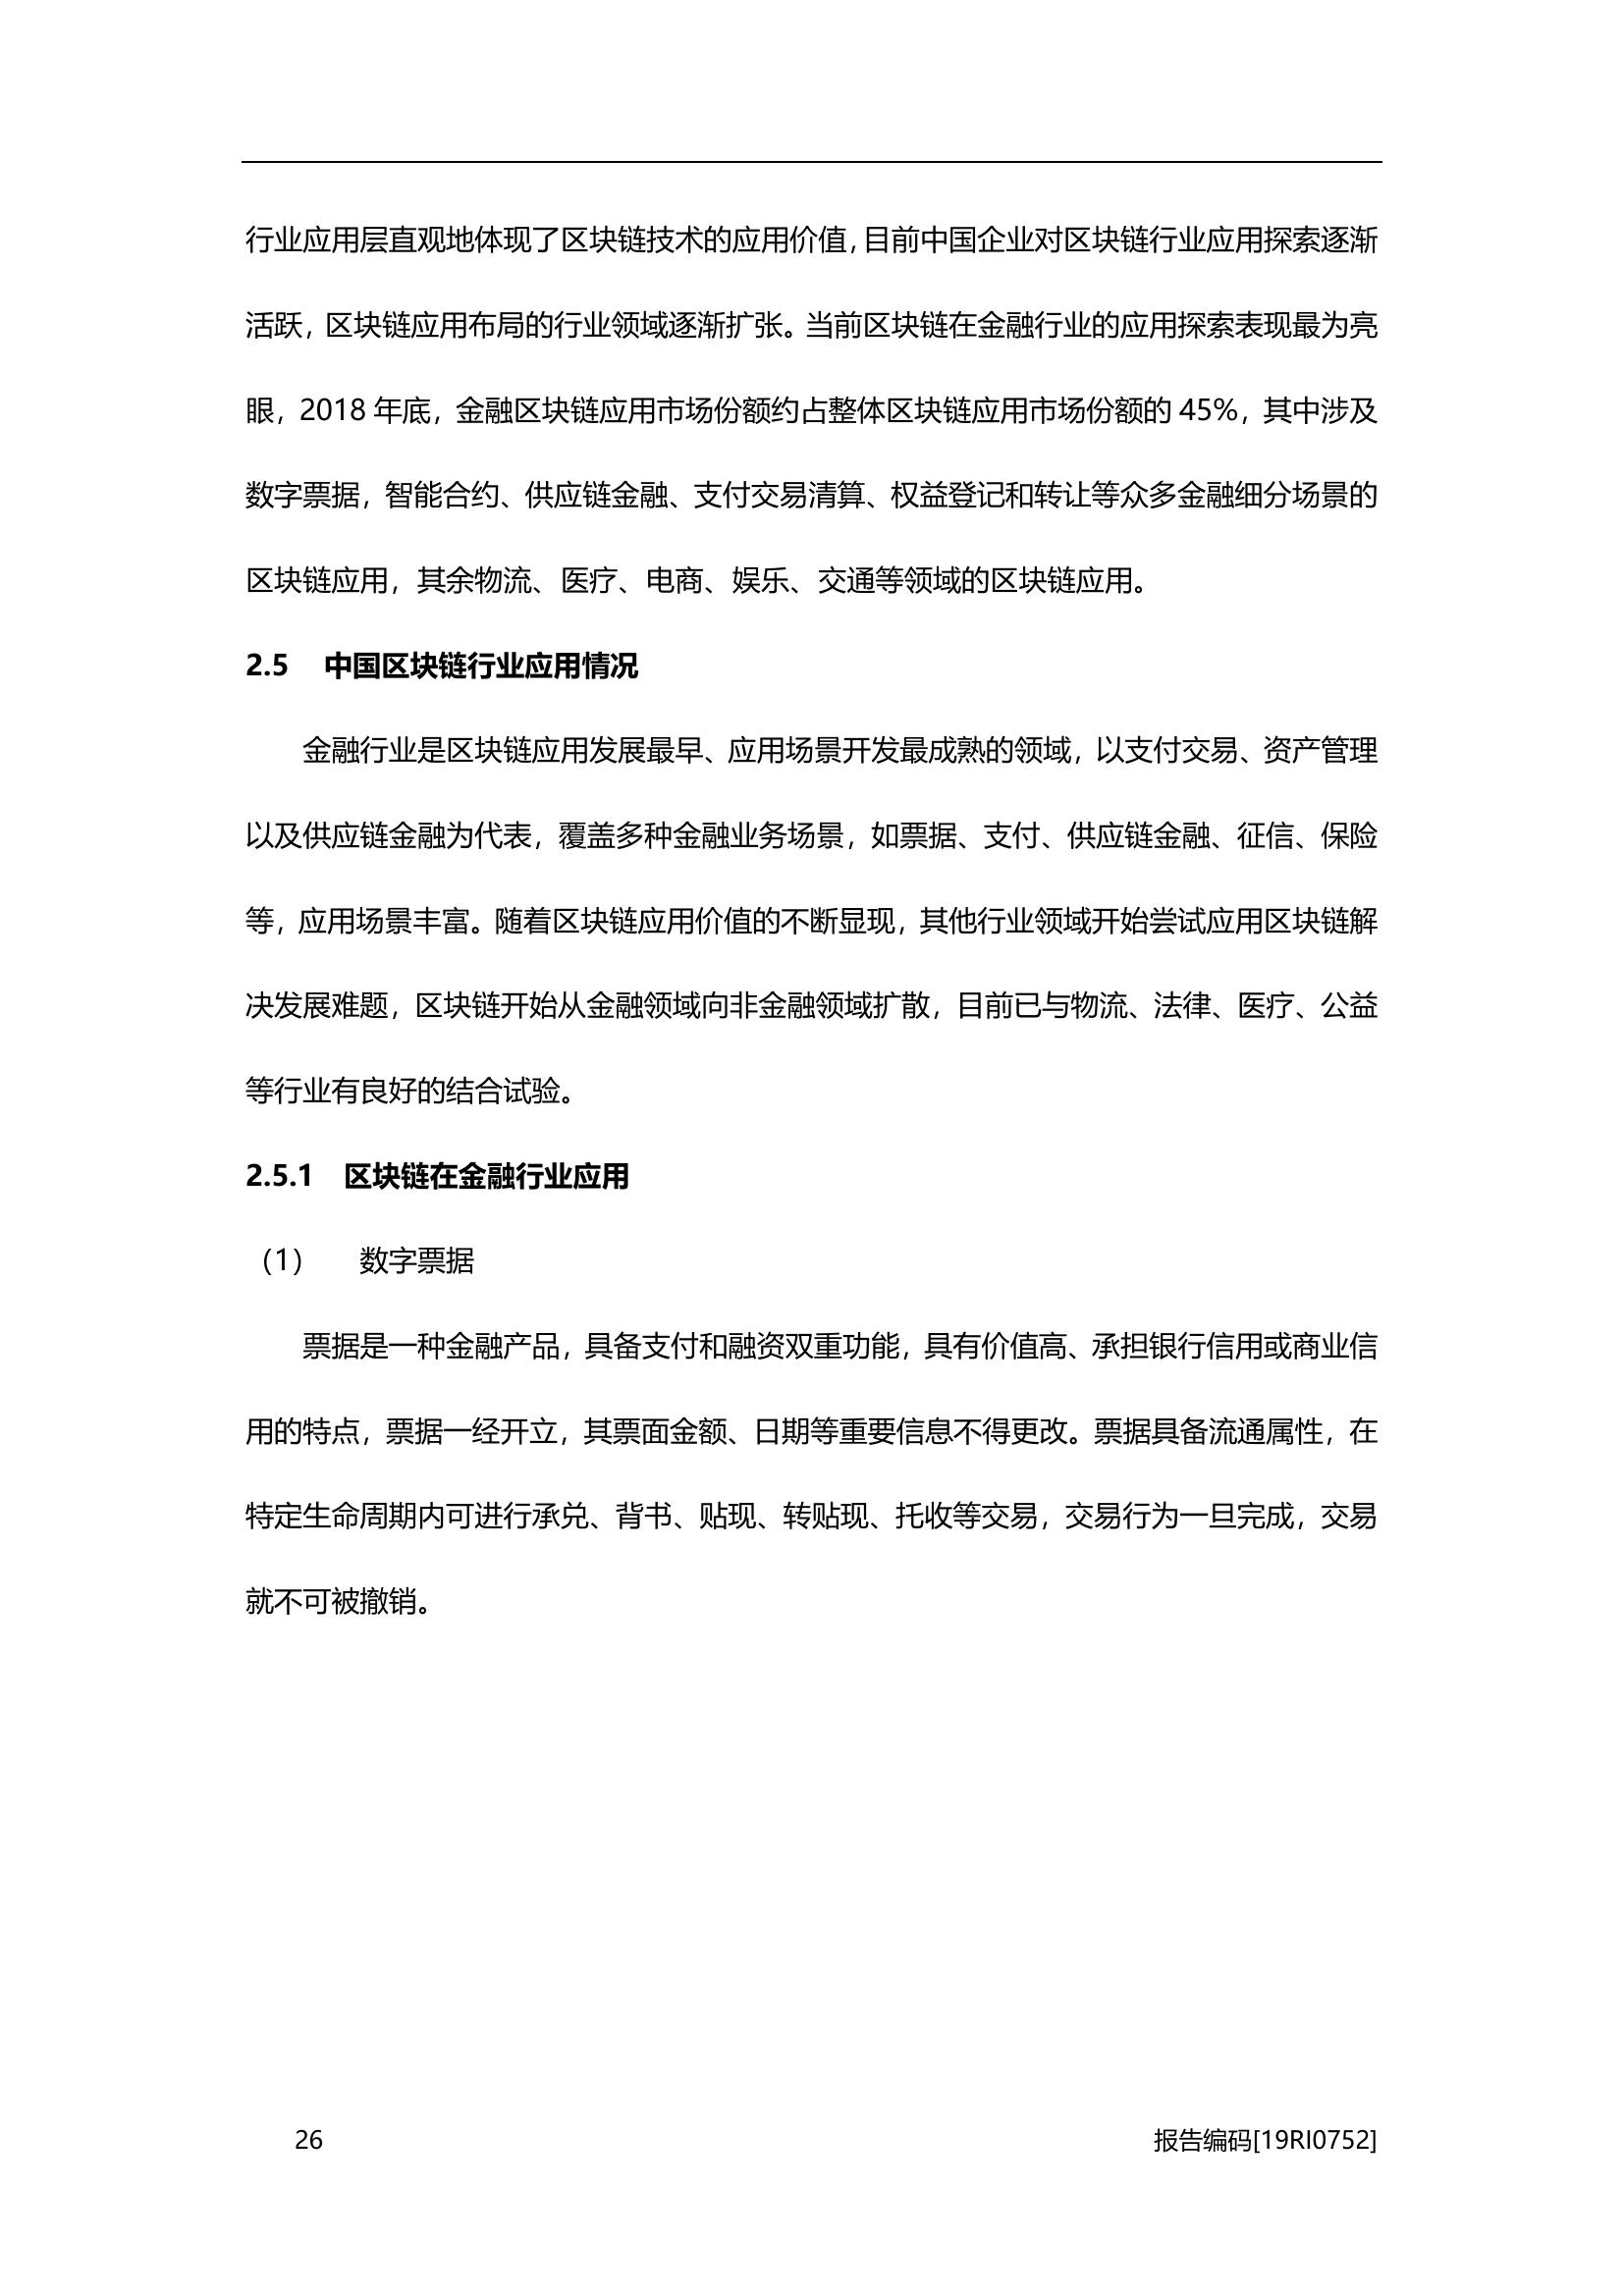 行业应用层直观地体现了区块链技术的应用价值，目前中国企业对区块链行业应用探索逐渐
活跃，区块链应用布局的行业领域逐渐扩张。当前区块链在金融行业的应用探索表现最为亮
眼，2018 年底，金融区块链应用市场份额约占整体区块链应用市场份额的 45%，其中涉及
数字票据，智能合约、供应链金融、支付交易清算、权益登记和转让等众多金融细分场景的
区块链应用，其余物流、医疗、电商、娱乐、交通等领域的区块链应用。
2.5 中国区块链行业应用情况
金融行业是区块链应用发展最早、应用场景开发最成熟的领域，以支付交易、资产管理
以及供应链金融为代表，覆盖多种金融业务场景，如票据、支付、供应链金融、征信、保险
等，应用场景丰富。随着区块链应用价值的不断显现，其他行业领域开始尝试应用区块链解
决发展难题，区块链开始从金融领域向非金融领域扩散，目前已与物流、法律、医疗、公益
等行业有良好的结合试验。
2.5.1 区块链在金融行业应用
（1） 数字票据
票据是一种金融产品，具备支付和融资双重功能，具有价值高、承担银行信用或商业信
用的特点，票据一经开立，其票面金额、日期等重要信息不得更改。票据具备流通属性，在
特定生命周期内可进行承兑、背书、贴现、转贴现、托收等交易，交易行为一旦完成，交易
就不可被撤销。
26 报告编码[19RI0752]